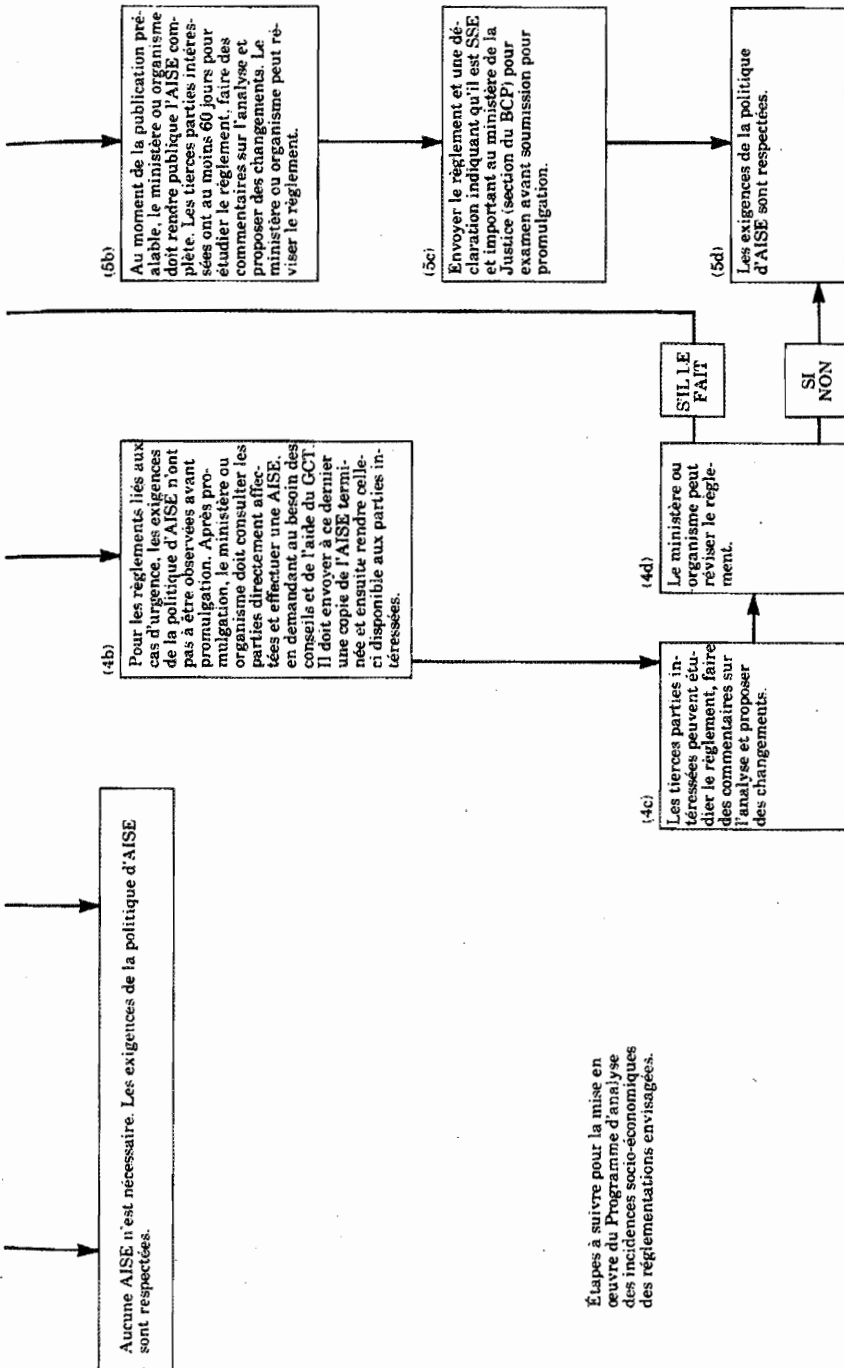 Aucune AISE n'est nécessaire. Les exigences de la politique d'AISE
sont respectées.
(4b)
Pour les règlements liés aux
cas d'urgence, les exigences
de la politique d'AISE n'ont
pas à être observées avant
promulgation. Après pro-
mulgation, le ministère ou
organisme doit consulter les
parties directement affec-
tées et effectuer une AISE,
en demandant au besoin des
conseils et de l'aide du GCT.
Il doit envoyer à ce dernier
une copie de l'AISE termi-
née et ensuite rendre celle-
ci disponible aux parties in-
téressées.
(5b)
Au moment de la publication pré-
alable, le ministère ou organisme
doit rendre publique l'AISE com-
plète. Les tierces parties intéres-
sées ont au moins 60 jours pour
étudier le règlement, faire des
commentaires sur l'analyse et
proposer des changements. Le
ministère ou organisme peut ré-
viser le règlement.
(5c)
Envoyer le règlement et une dé-
claration indiquant qu'il est SSE
et important au ministère de la
Justice (section du BCP) pour
examen avant soumission pour
promulgation.
(4c)
Les tierces parties in-
téressées peuvent étu-
dier le règlement, faire
des commentaires sur
l'analyse et proposer
des changements.
(4d)
Le ministère ou
organisme peut
réviser le règle-
ment.
S'IL LE
FAIT
SI
NON
(5d)
Les exigences de la politique
d'AISE sont respectées.
Étapes à suivre pour la mise en
œuvre du Programme d'analyse
des incidences socio-économiques
des réglementations envisagées.